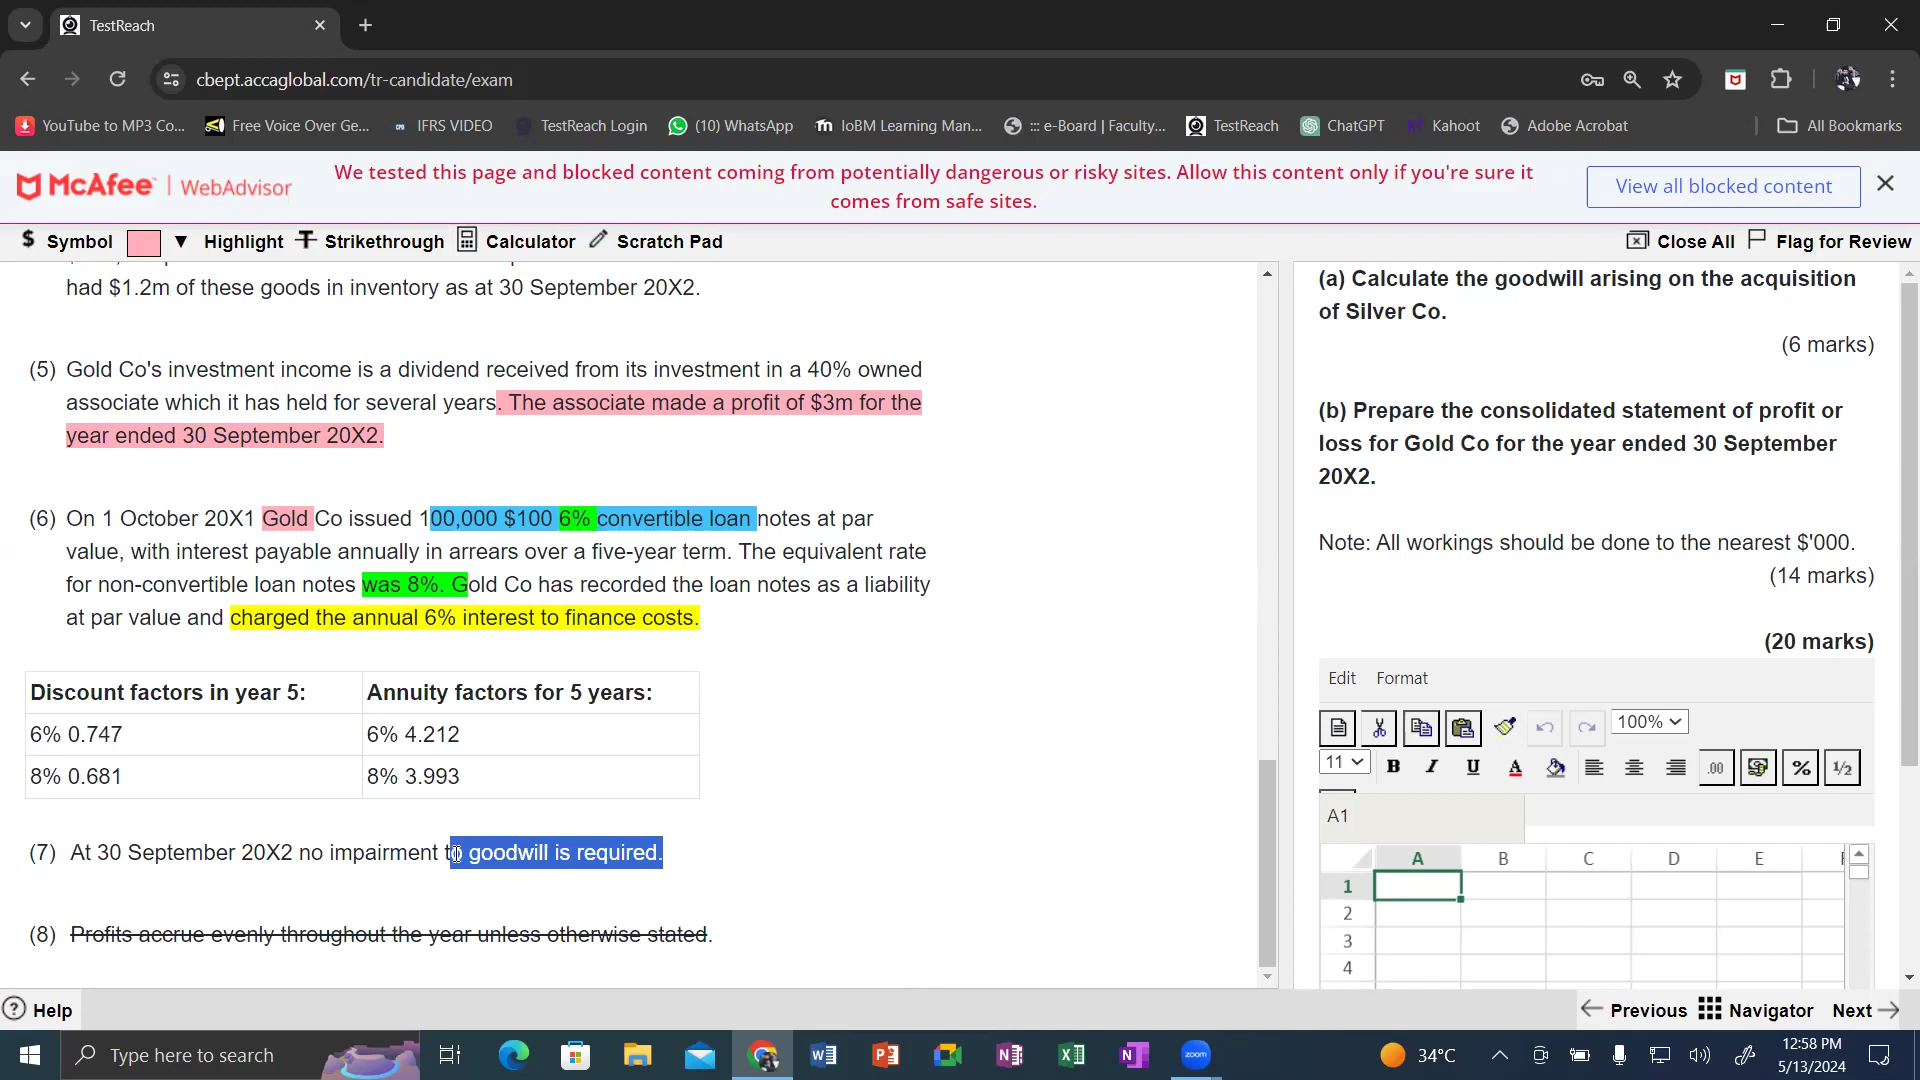 TestReach
cbept.accaglobal.com/tr-candidate/exam
YouTube to MP3 Co... Free Voice Over Ge... IFRS VIDEO TestReach Login (10) WhatsApp IoBM Learning Man... ::: e-Board | Faculty... TestReach ChatGPT Kahoot Adobe Acrobat All Bookmarks
McAfee | WebAdvisor
We tested this page and blocked content coming from potentially dangerous or risky sites. Allow this content only if you're sure it
comes from safe sites.
View all blocked content
$ Symbol Highlight Strikethrough Calculator Scratch Pad Close All Flag for Review
had $1.2m of these goods in inventory as at 30 September 20X2.
(5) Gold Co's investment income is a dividend received from its investment in a 40% owned
associate which it has held for several years. The associate made a profit of $3m for the
year ended 30 September 20X2.
(6) On 1 October 20X1 Gold Co issued 100,000 $100 6% convertible loan notes at par
value, with interest payable annually in arrears over a five-year term. The equivalent rate
for non-convertible loan notes was 8%. Gold Co has recorded the loan notes as a liability
at par value and charged the annual 6% interest to finance costs.
Discount factors in year 5: Annuity factors for 5 years:
6% 0.747 6% 4.212
8% 0.681 8% 3.993
(7) At 30 September 20X2 no impairment to goodwill is required.
(8) Profits accrue evenly throughout the year unless otherwise stated.
(a) Calculate the goodwill arising on the acquisition
of Silver Co.
(6 marks)
(b) Prepare the consolidated statement of profit or
loss for Gold Co for the year ended 30 September
20X2.
Note: All workings should be done to the nearest $'000.
(14 marks)
(20 marks)
Edit Format
100%
11 B I U A .00 % 1/2
A1
A B C D E
1
2
3
4
Help
Previous Navigator Next
Type here to search
zoom
34°C
12:58 PM
5/13/2024